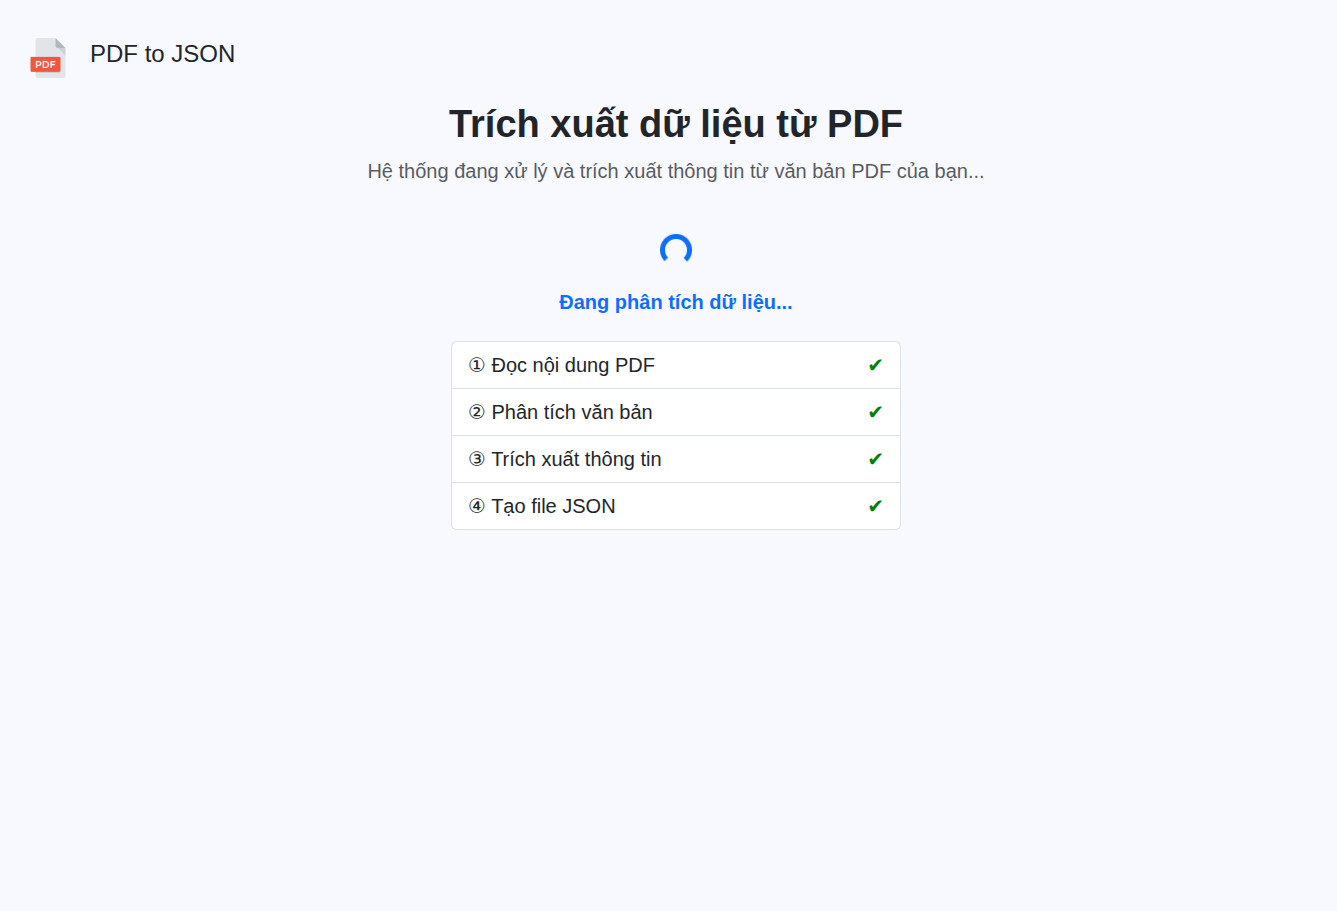 PDF
PDF to JSON
Trích xuất dữ liệu từ PDF
Hệ thống đang xử lý và trích xuất thông tin từ văn bản PDF của bạn...
Đang phân tích dữ liệu...
① Đọc nội dung PDF ✔
② Phân tích văn bản ✔
③ Trích xuất thông tin ✔
④ Tạo file JSON ✔